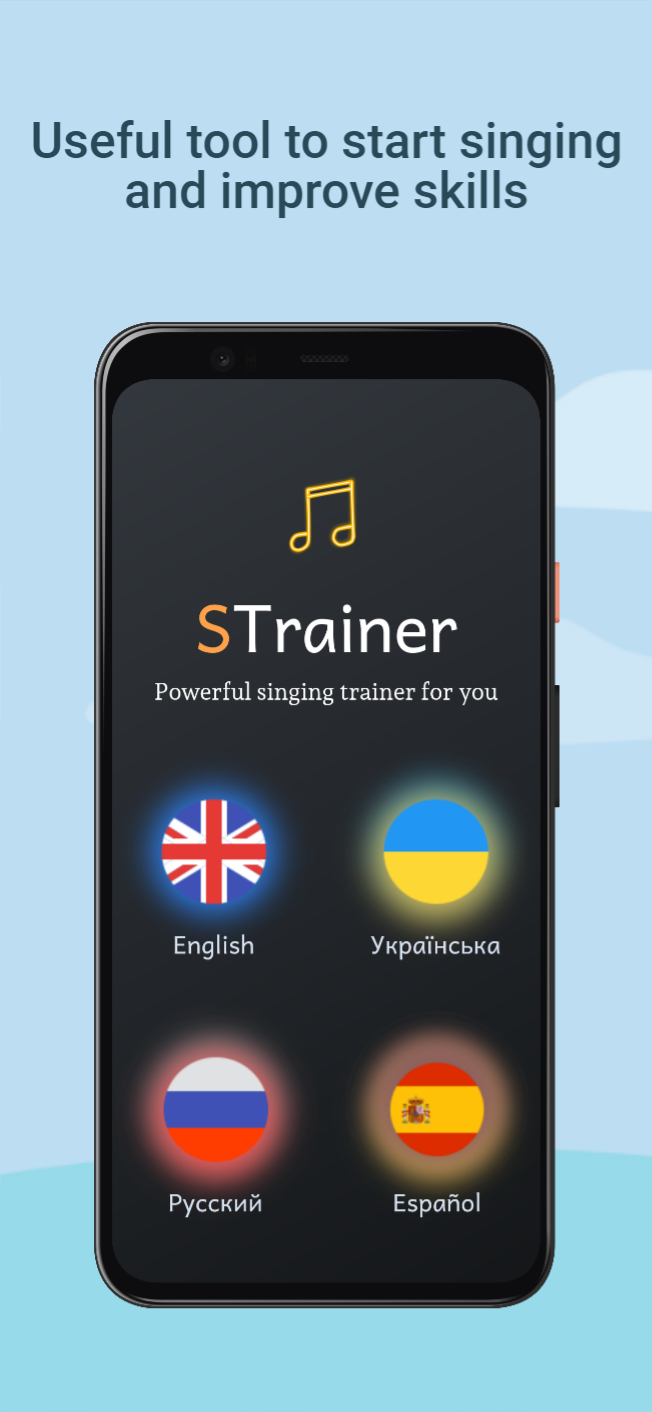 Useful tool to start singing
and improve skills
STrainer
Powerful singing trainer for you
English
Українська
Русский
Español